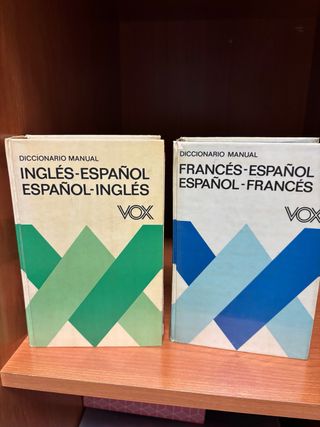 DICCIONARIO MANUAL
INGLÉS-ESPAÑOL
ESPAÑOL-INGLÉS
VOX
DICCIONARIO MANUAL
FRANCÉS-ESPAÑOL
ESPAÑOL-FRANCÉS
VOX